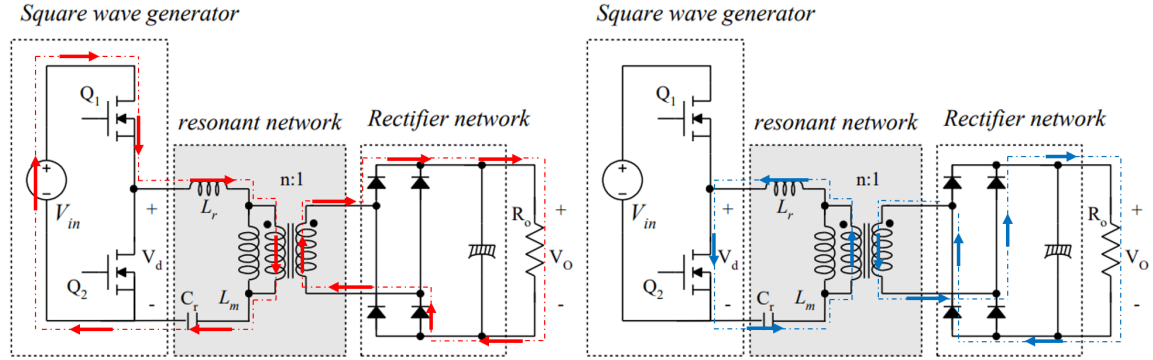 Square wave generator
Q1
resonant network
Rectifier network
+
-
Vin
n:1
Lr
+
Vd
-
Q2
Cr
Lm
Ro
+
VO
-
Square wave generator
Q1
resonant network
Rectifier network
+
-
Vin
n:1
Lr
+
Vd
-
Q2
Cr
Lm
Ro
+
VO
-